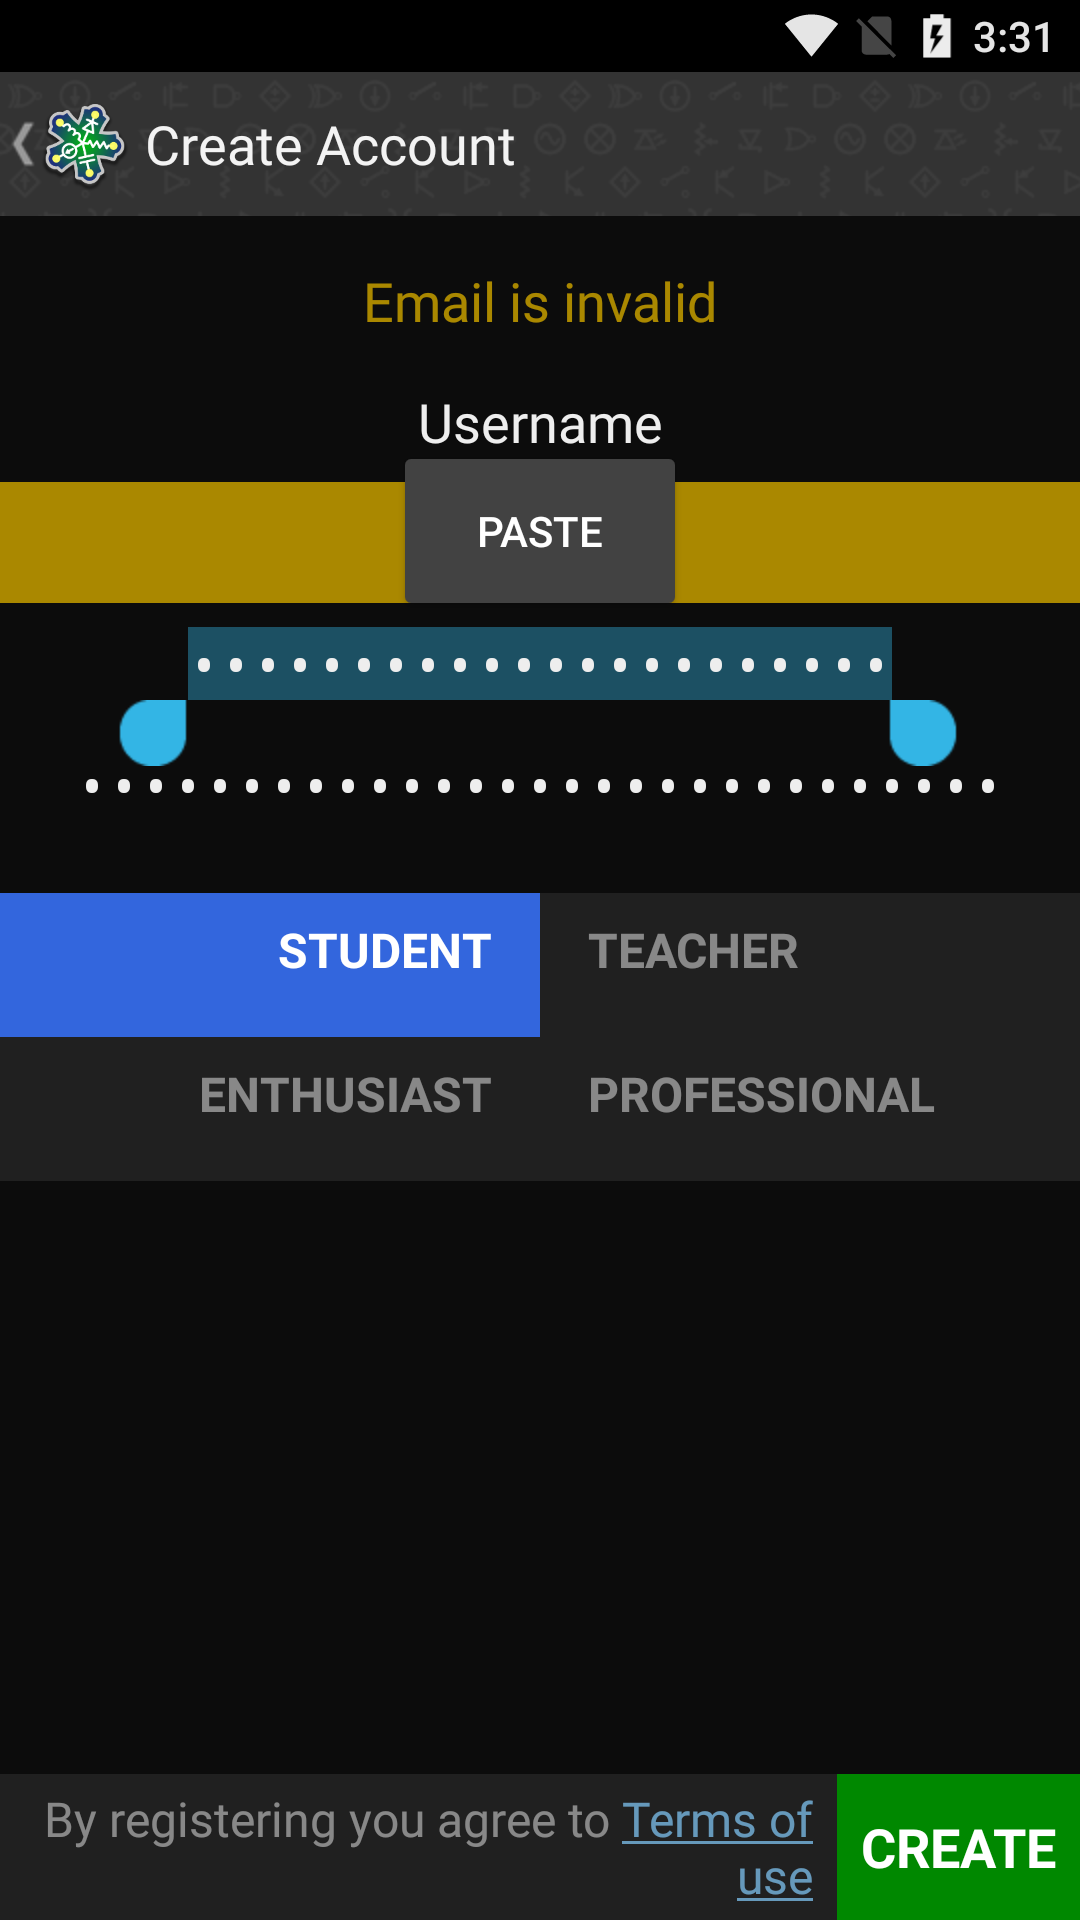 3:31
Create Account
Email is invalid
Username
PASTE
STUDENT
TEACHER
ENTHUSIAST
PROFESSIONAL
By registering you agree to Terms of
use
CREATE